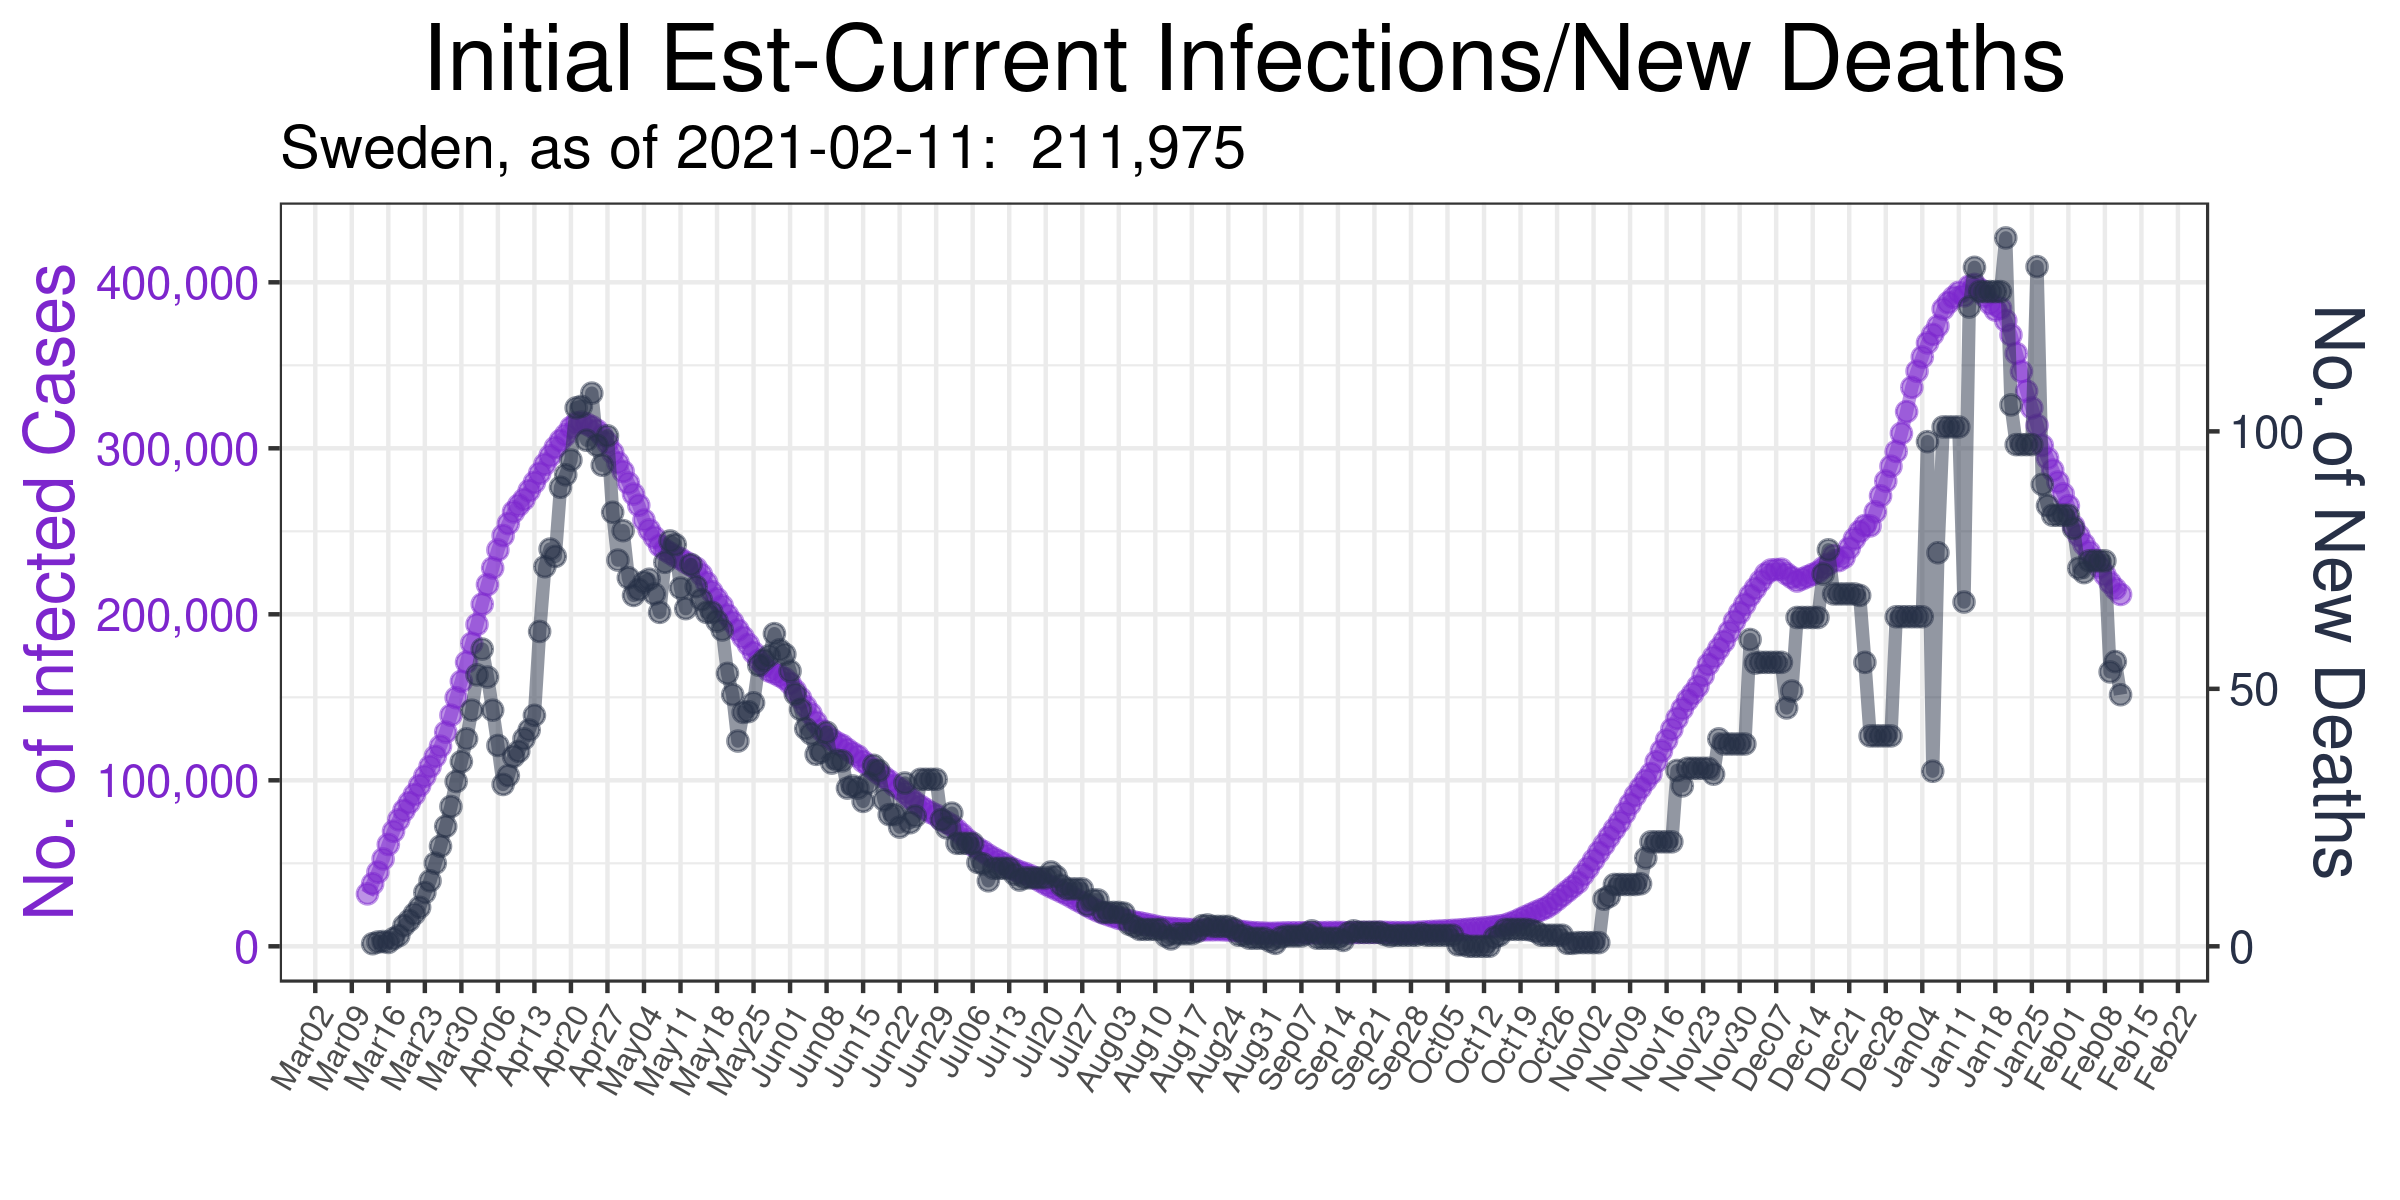 Initial Est-Current Infections/New Deaths
Sweden, as of 2021-02-11: 211,975
No. of Infected Cases
400,000
300,000
200,000
100,000
0
No. of New Deaths
100
50
0
Mar02
Mar09
Mar16
Mar23
Mar30
Apr06
Apr13
Apr20
Apr27
May04
May11
May18
May25
Jun01
Jun08
Jun15
Jun22
Jun29
Jul06
Jul13
Jul20
Jul27
Aug03
Aug10
Aug17
Aug24
Aug31
Sep07
Sep14
Sep21
Sep28
Oct05
Oct12
Oct19
Oct26
Nov02
Nov09
Nov16
Nov23
Nov30
Dec07
Dec14
Dec21
Dec28
Jan04
Jan11
Jan18
Jan25
Feb01
Feb08
Feb15
Feb22